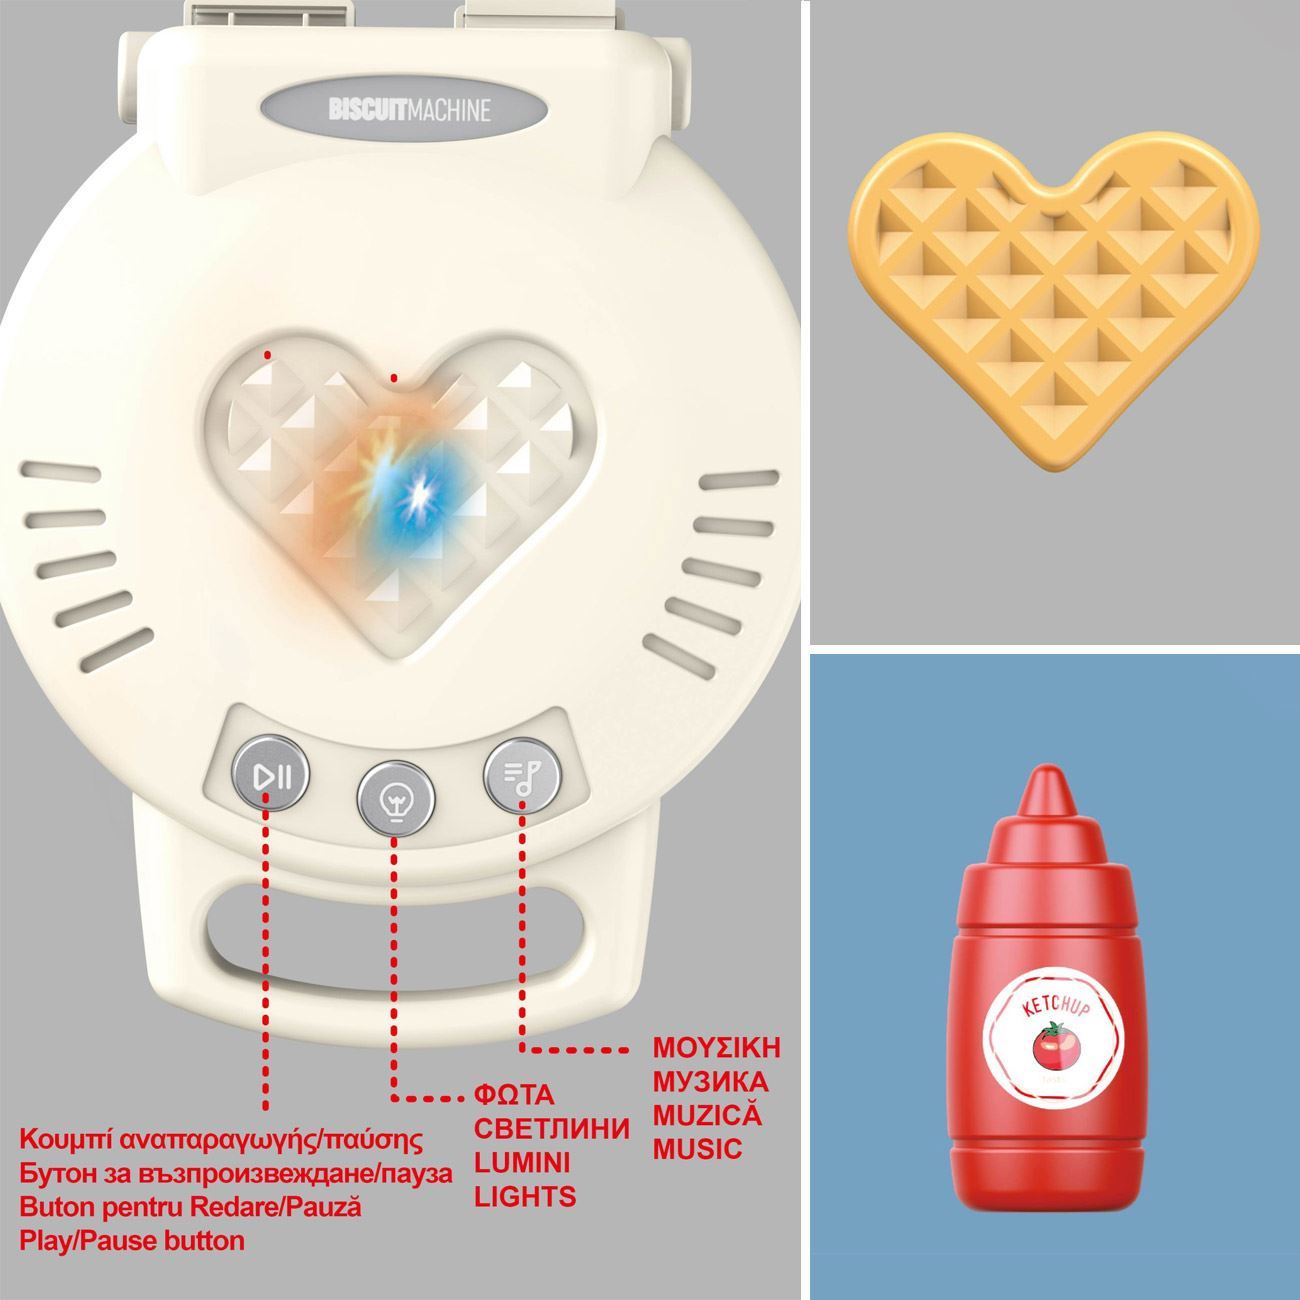 BISCUITMACHINE
KETCHUP
ΜΟΥΣΙΚΗ
МУЗИКА
MUZICĂ
MUSIC
ΦΩΤΑ
СВЕТЛИНИ
LUMINI
LIGHTS
Κουμπί αναπαραγωγής/παύσης
Бутон за възпроизвеждане/пауза
Buton pentru Redare/Pauză
Play/Pause button